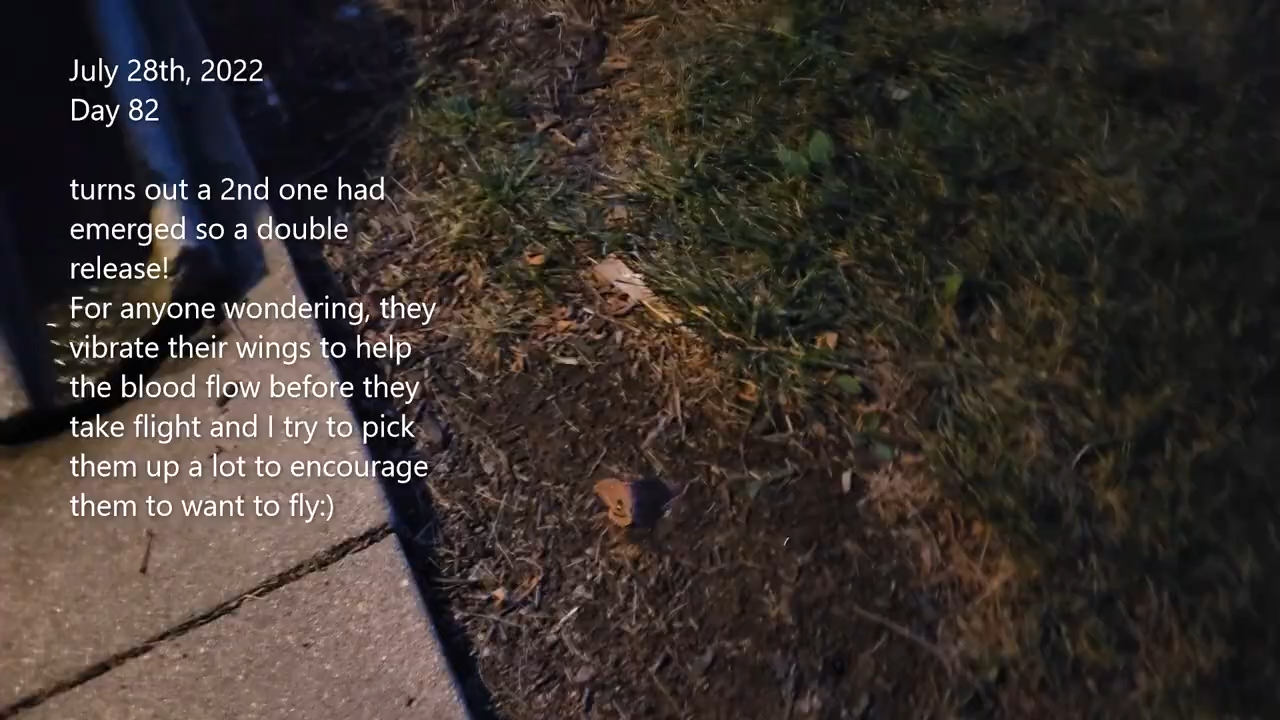 July 28th, 2022
Day 82
turns out a 2nd one had
emerged so a double
release!
For anyone wondering, they
vibrate their wings to help
the blood flow before they
take flight and I try to pick
them up a lot to encourage
them to want to fly:)